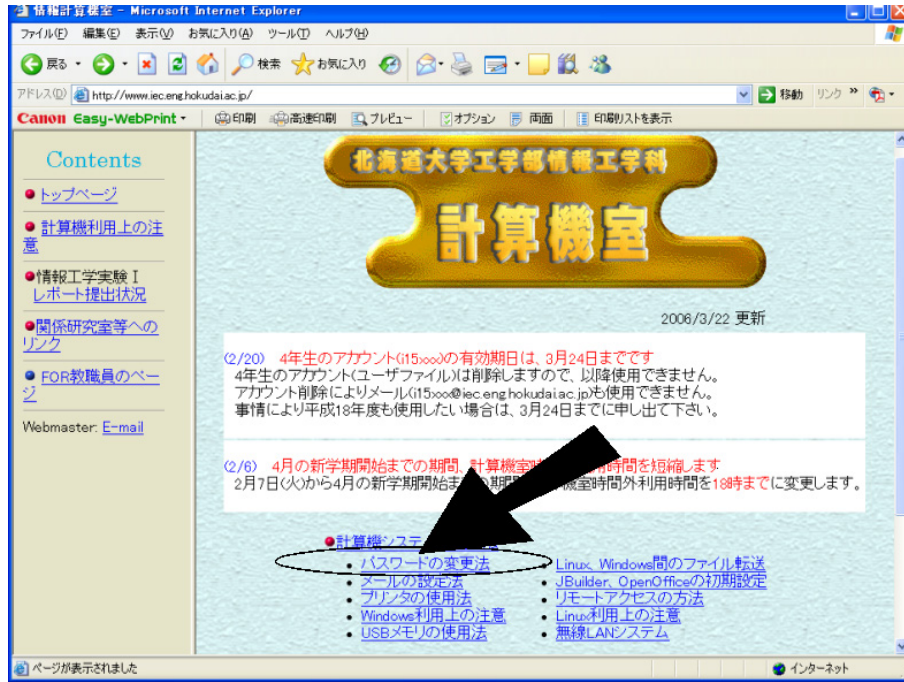 情報計算機室 - Microsoft Internet Explorer
ファイル(F) 編集(E) 表示(V) お気に入り(A) ツール(T) ヘルプ(H)
戻る 検索 お気に入り
アドレス(D) http://www.iec.eng.hokudai.ac.jp/ 移動 リンク »
Canon Easy-WebPrint 印刷 高速印刷 プレビュー オプション 両面 印刷リストを表示
Contents
トップページ
計算機利用上の注
意
情報工学実験 I
レポート提出状況
関係研究室等への
リンク
FOR教職員のペー
ジ
Webmaster: E-mail
北海道大学工学部情報工学科
計算機室
2006/3/22 更新
(2/20) 4年生のアカウント(i15xxx)の有効期日は、3月24日までです
4年生のアカウント(ユーザファイル)は削除しますので、以降使用できません。
アカウント削除によりメール(i15xxx@iec.eng.hokudai.ac.jp)も使用できません。
事情により平成18年度も使用したい場合は、3月24日までに申し出て下さい。
(2/6) 4月の新学期開始までの期間、計算機室時 用時間を短縮します
2月7日(火)から4月の新学期開始までの期間 機室時間外利用時間を18時までに変更します。
計算機システ
パスワードの変更法
メールの設定法
プリンタの使用法
Windows利用上の注意
USBメモリの使用法
Linux、Windows間のファイル転送
JBuilder、OpenOfficeの初期設定
リモートアクセスの方法
Linux利用上の注意
無線LANシステム
ページが表示されました インターネット